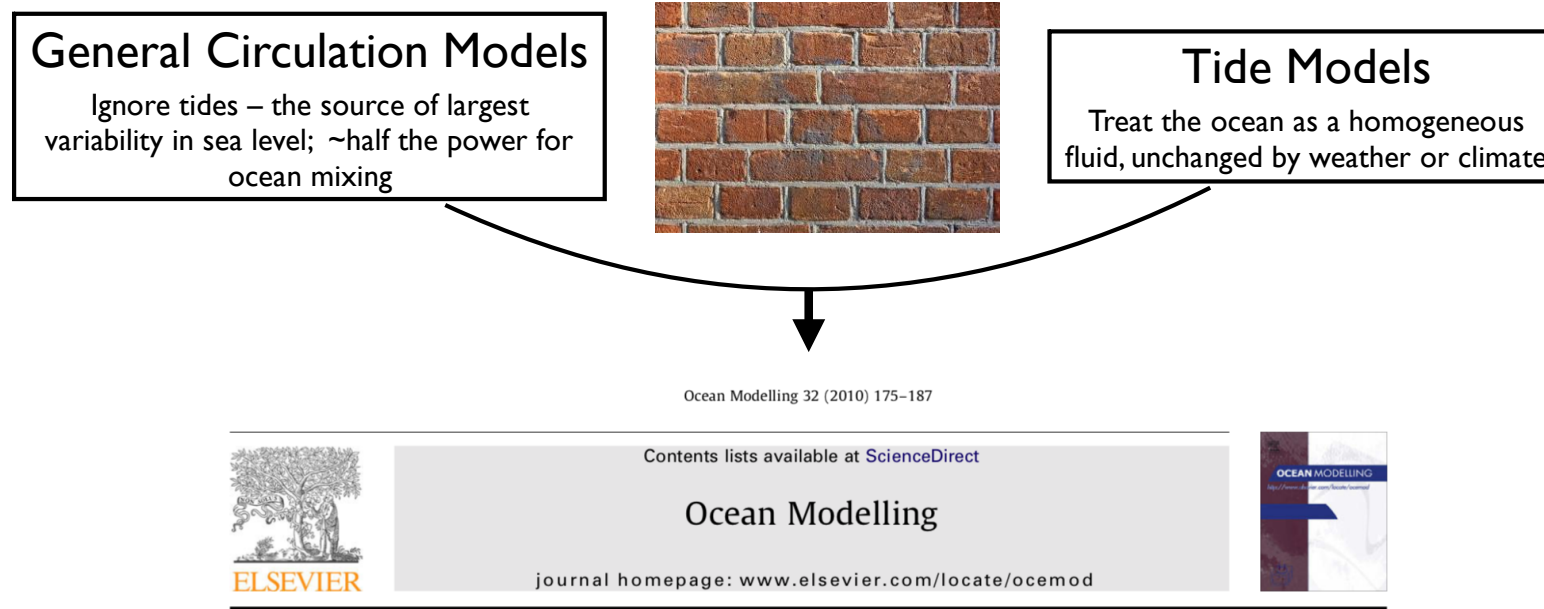 General Circulation Models
Ignore tides – the source of largest
variability in sea level; ~half the power for
ocean mixing
Tide Models
Treat the ocean as a homogeneous
fluid, unchanged by weather or climate
Ocean Modelling 32 (2010) 175–187
Contents lists available at ScienceDirect
Ocean Modelling
journal homepage: www.elsevier.com/locate/ocemod
ELSEVIER
OCEAN MODELLING